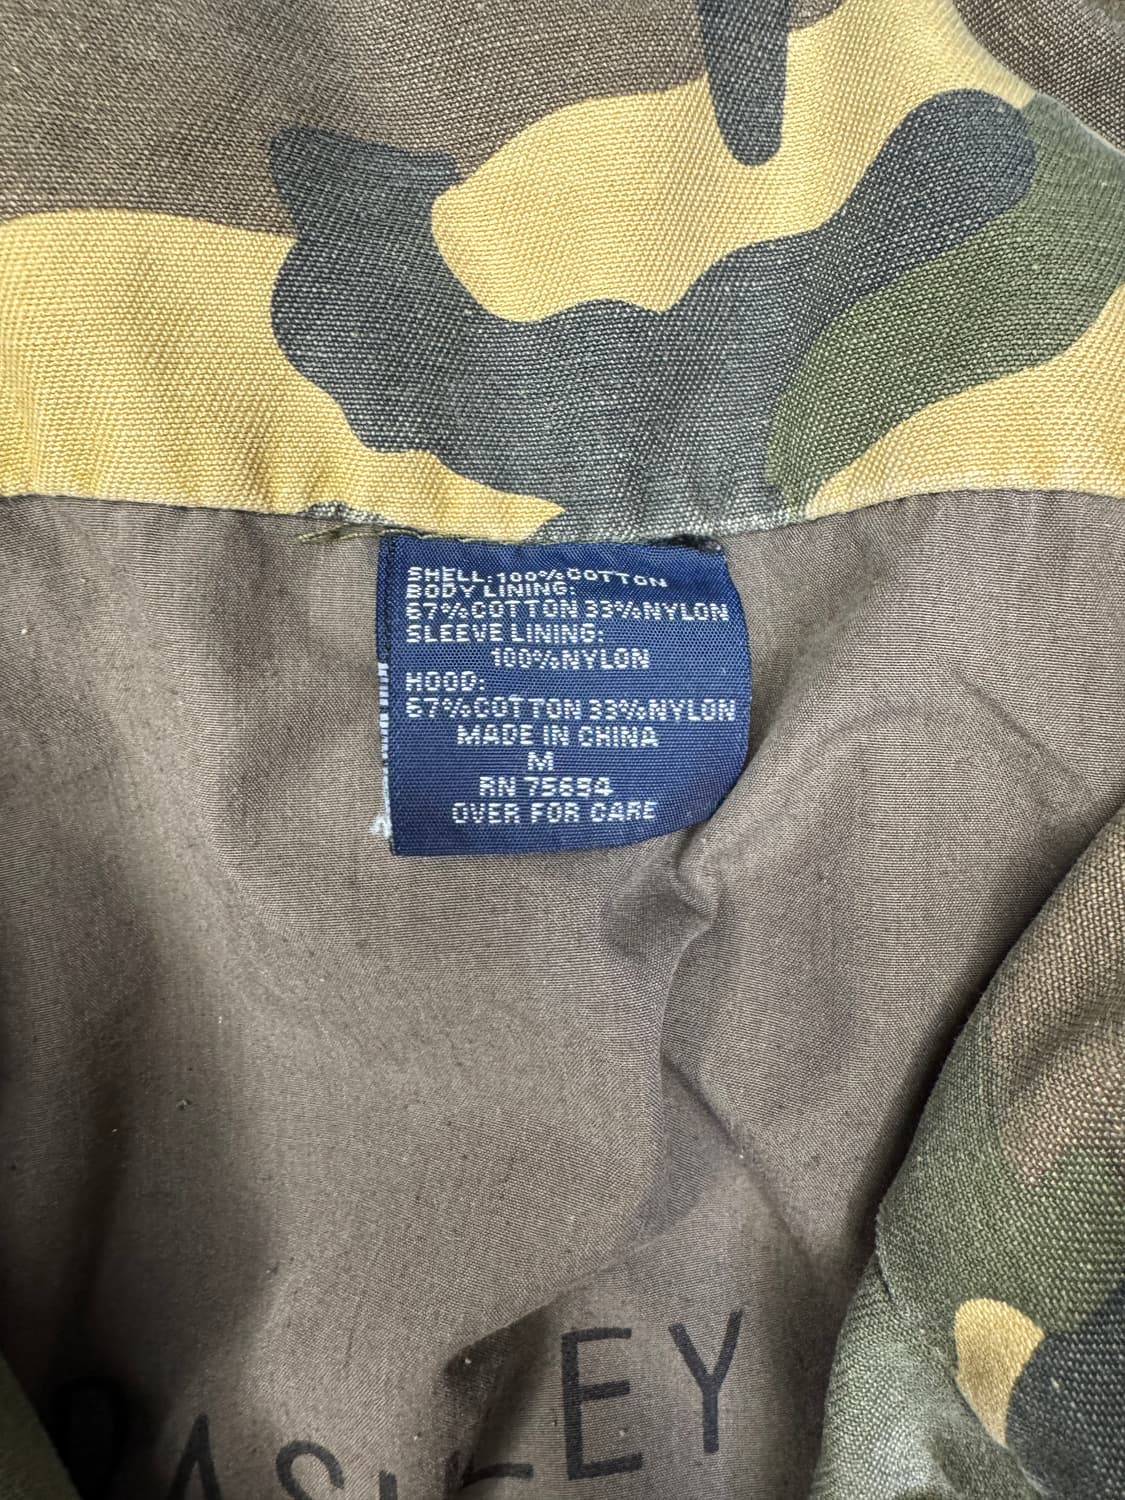 SHELL: 100% COTTON
BODY LINING:
67% COTTON 33% NYLON
SLEEVE LINING:
100% NYLON
HOOD:
67% COTTON 33% NYLON
MADE IN CHINA
M
RN 75654
OVER FOR CARE